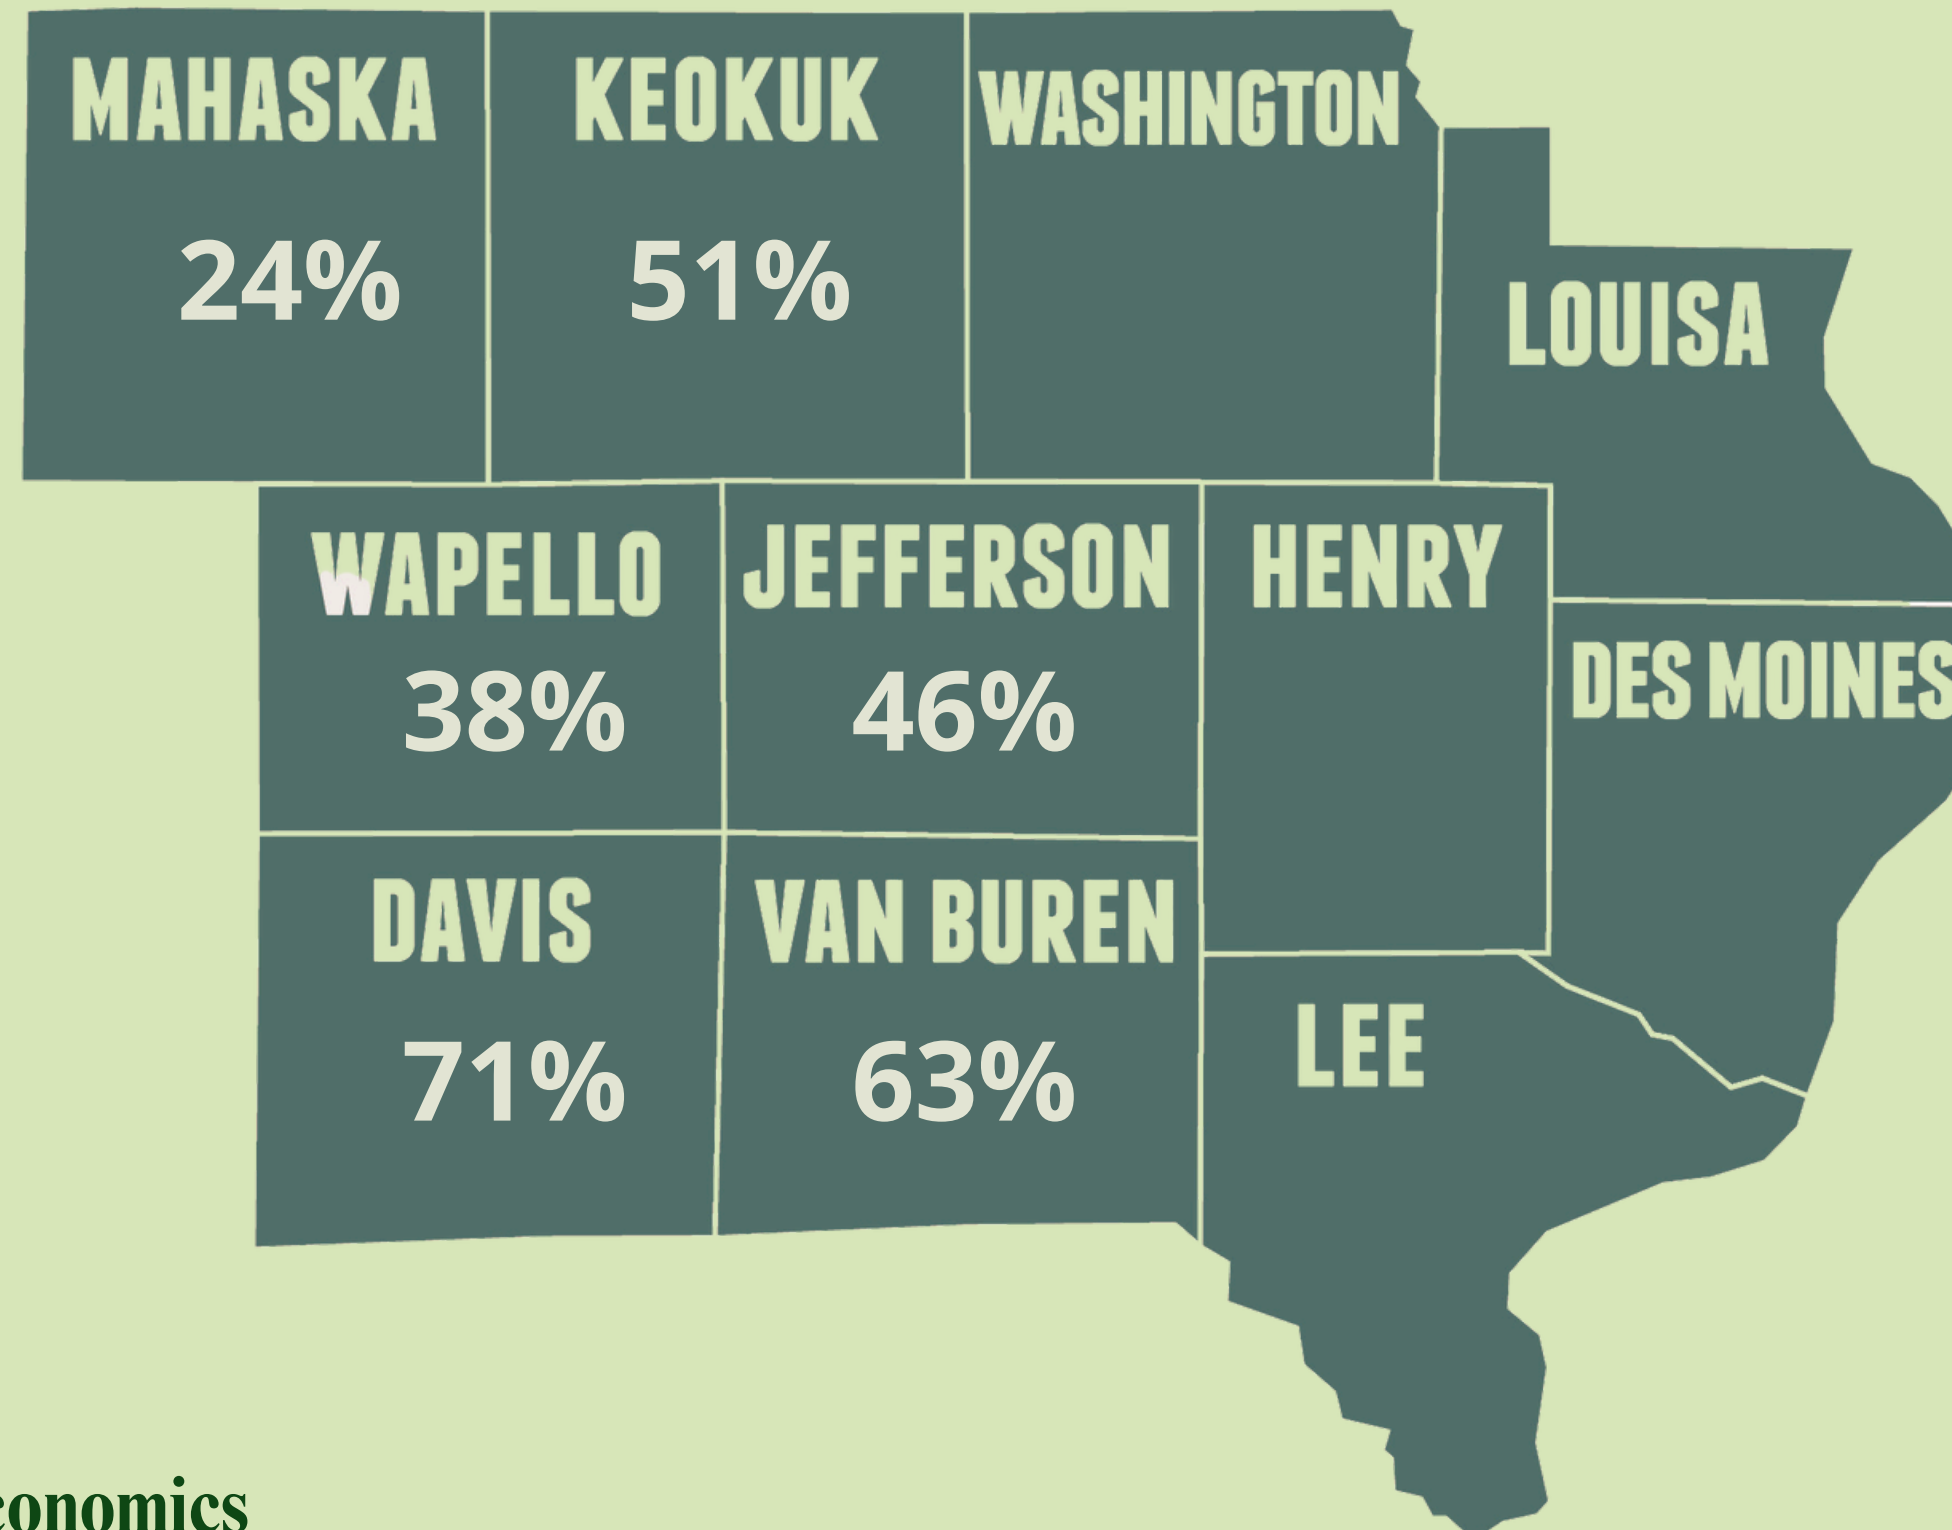 MAHASKA
24%
KEOKUK
51%
WASHINGTON
LOUISA
WAPELLO
38%
JEFFERSON
46%
HENRY
DES MOINES
DAVIS
71%
VAN BUREN
63%
LEE
conomics